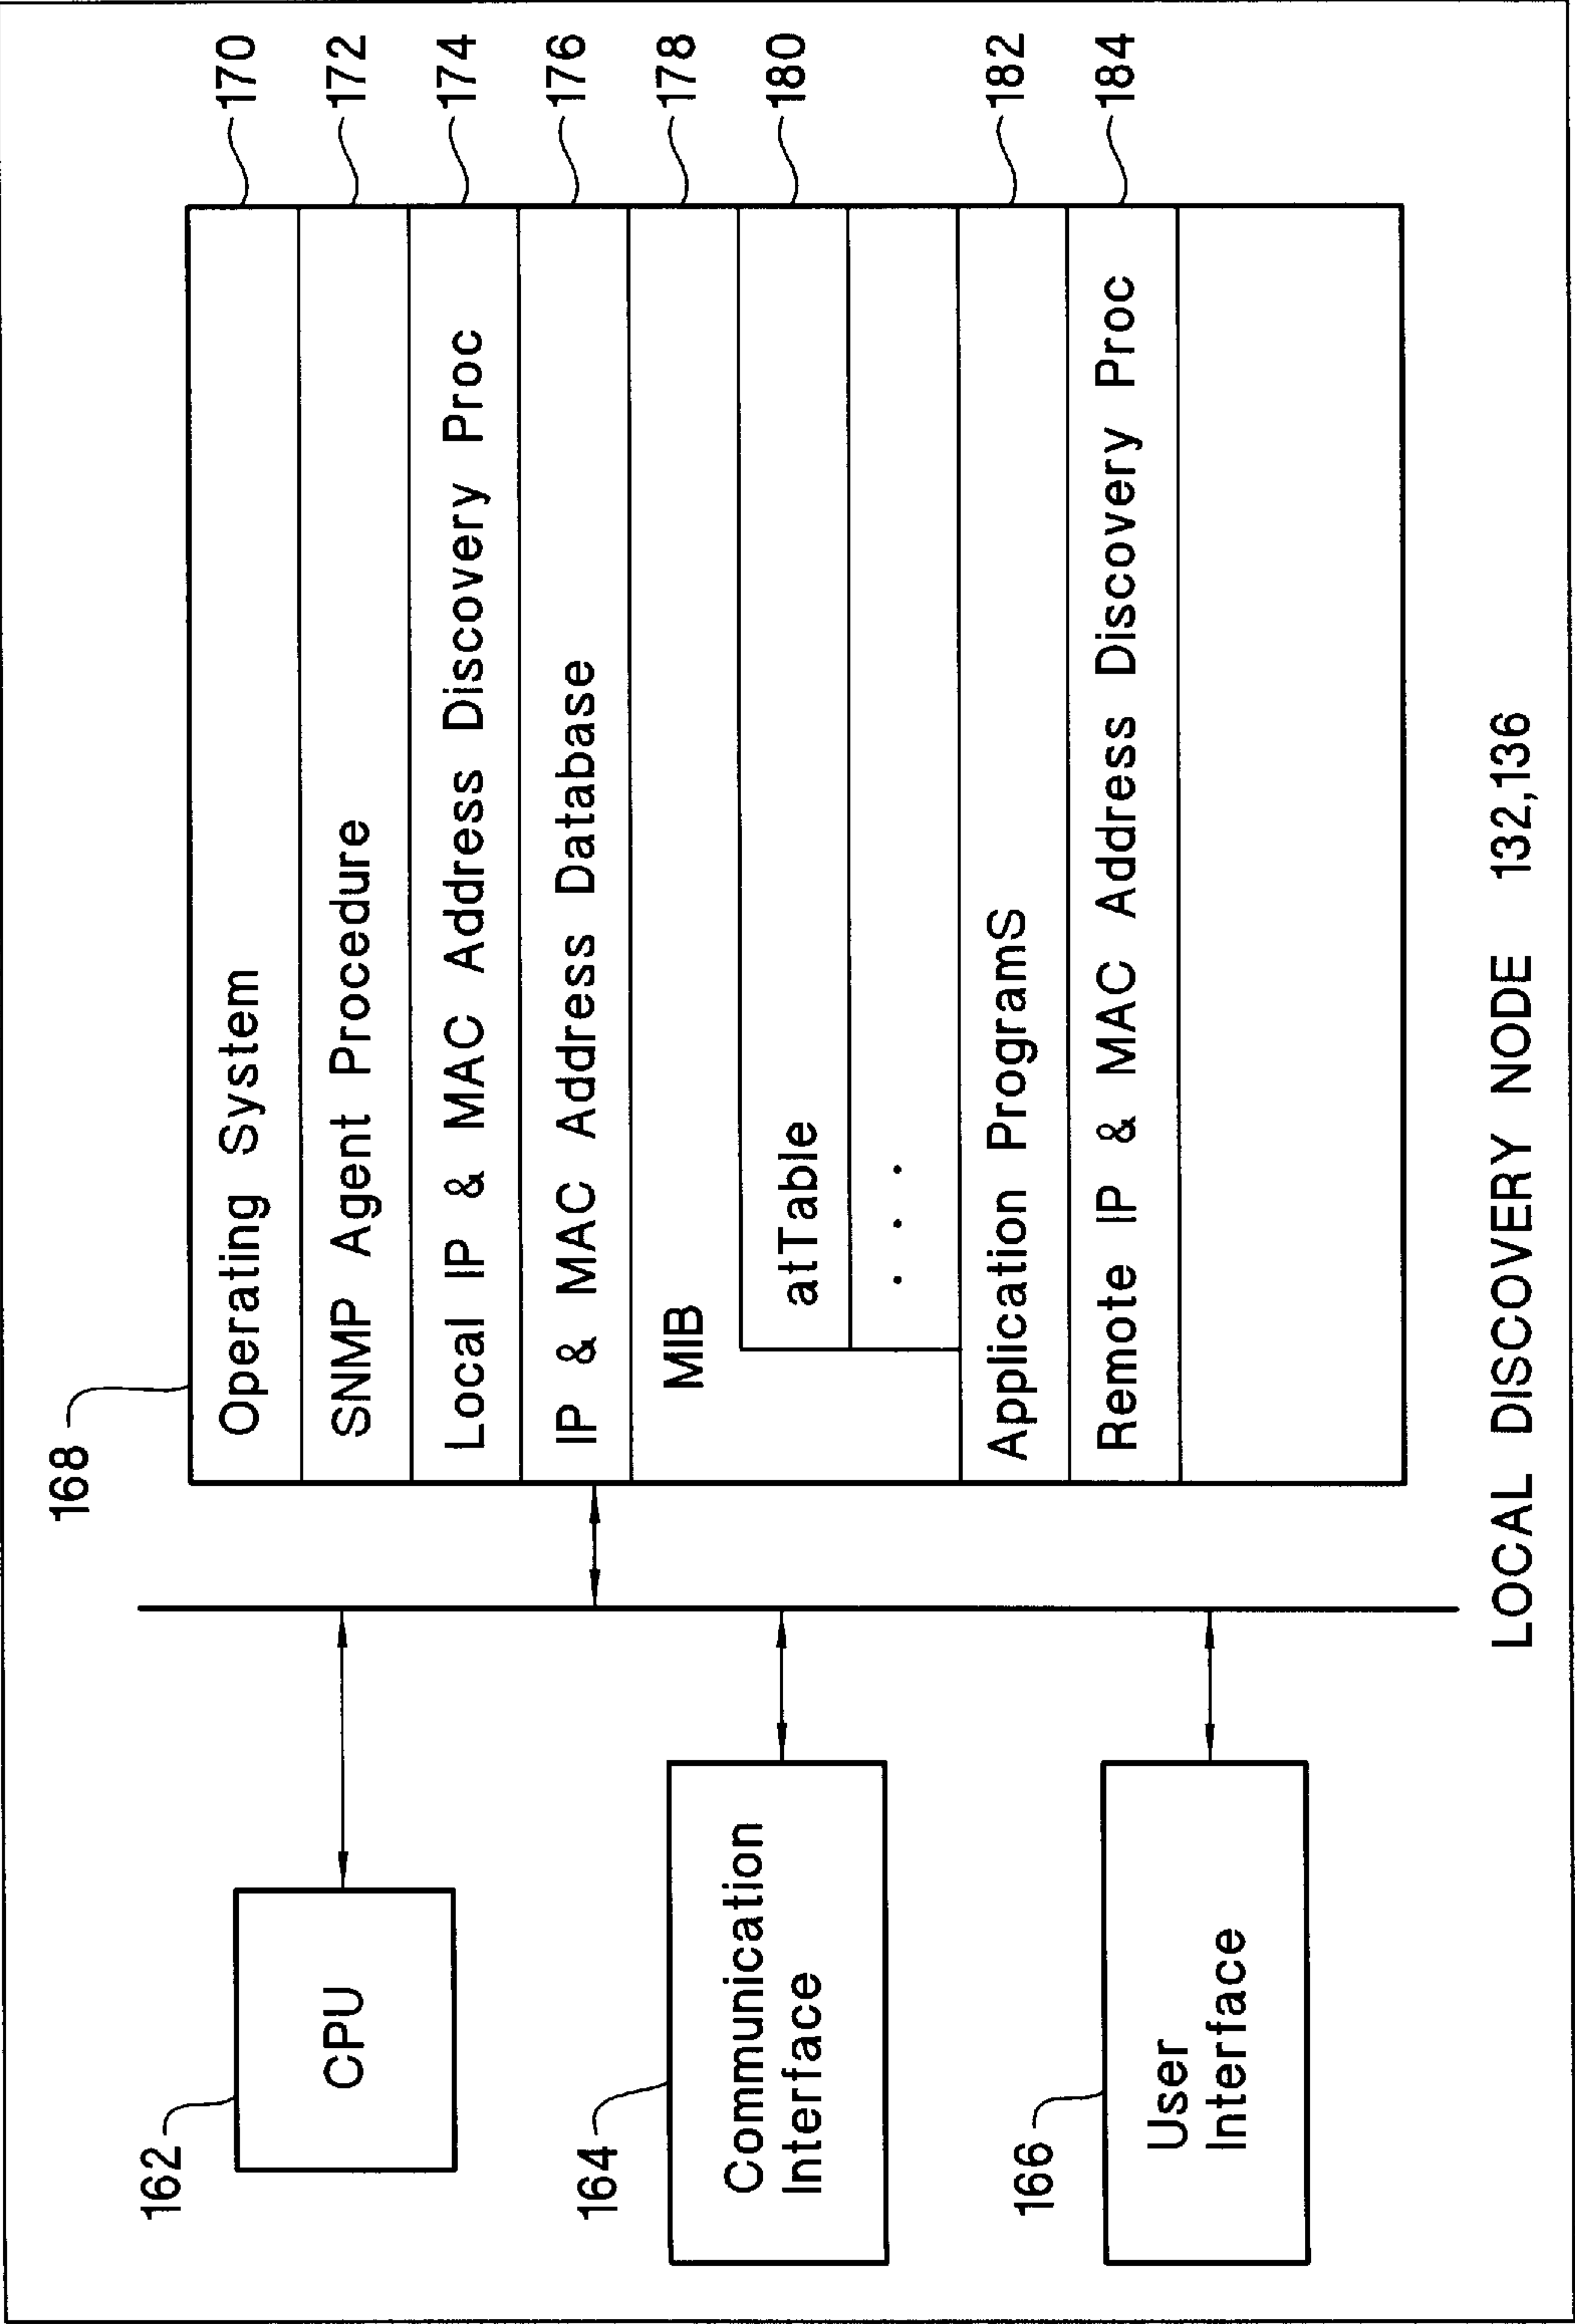 168
Operating System 170
SNMP Agent Procedure 172
Local IP & MAC Address Discovery Proc 174
IP & MAC Address Database 176
MIB 178
atTable 180
. . .
Application ProgramS 182
Remote IP & MAC Address Discovery Proc 184
162
CPU
164
Communication
Interface
166
User
Interface
LOCAL DISCOVERY NODE 132,136